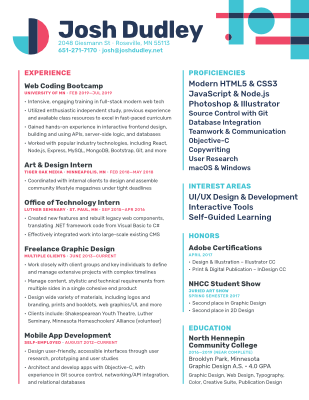 Josh Dudley
2048 Giesmann St · Roseville, MN 55113
651-271-7170 · josh@joshdudley.net
EXPERIENCE
Web Coding Bootcamp
UNIVERSITY OF MN · FEB 2019–JUL 2019
• Intensive, engaging training in full-stack modern web tech
• Utilized enthusiastic independent study, previous experience
and available class resources to excel in fast-paced curriculum
• Gained hands-on experience in interactive frontend design,
building and using APIs, server-side logic, and databases
• Worked with popular industry technologies, including React,
Node.js, Express, MySQL, MongoDB, Bootstrap, Git, and more
Art & Design Intern
TIGER OAK MEDIA · MINNEAPOLIS, MN · FEB 2018–MAY 2018
• Coordinated with internal clients to design and assemble
community lifestyle magazines under tight deadlines
Office of Technology Intern
LUTHER SEMINARY · ST. PAUL, MN · SEP 2015–APR 2016
• Created new features and rebuilt legacy web components,
translating .NET framework code from Visual Basic to C#
• Effectively integrated work into large-scale existing CMS
Freelance Graphic Design
MULTIPLE CLIENTS · JUNE 2013–CURRENT
• Work closely with client groups and key individuals to define
and manage extensive projects with complex timelines
• Manage content, stylistic and technical requirements from
multiple sides in a single cohesive end product
• Design wide variety of materials, including logos and
branding, prints and booklets, web graphics/UI, and more
• Clients include: Shakespearean Youth Theatre, Luther
Seminary, Minnesota Homeschoolers' Alliance (volunteer)
Mobile App Development
SELF-EMPLOYED · AUGUST 2012–CURRENT
• Design user-friendly, accessible interfaces through user
research, prototyping and user studies
• Architect and develop apps with Objective-C, with
experience in Git source control, networking/API integration,
and relational databases
PROFICIENCIES
Modern HTML5 & CSS3
JavaScript & Node.js
Photoshop & Illustrator
Source Control with Git
Database Integration
Team Communication
Objective-C
Copywriting
User Research
macOS & Windows
INTEREST AREAS
UI/UX Design & Development
Interactive Tools
Self-Guided Learning
HONORS
Adobe Certifications
APRIL 2017
• Design & Illustration – Illustrator CC
• Print & Digital Publication – InDesign CC
NHCC Student Show
JURIED ART SHOW
SPRING SEMESTER 2017
• Second place in Graphic Design
• Second place in 2D Design
EDUCATION
North Hennepin
Community College
Brooklyn Park, Minnesota
Graphic Design A.S. - 4.0 GPA
Graphic Design, Web Design, Typography,
Color, Creative Suite, Publication Design